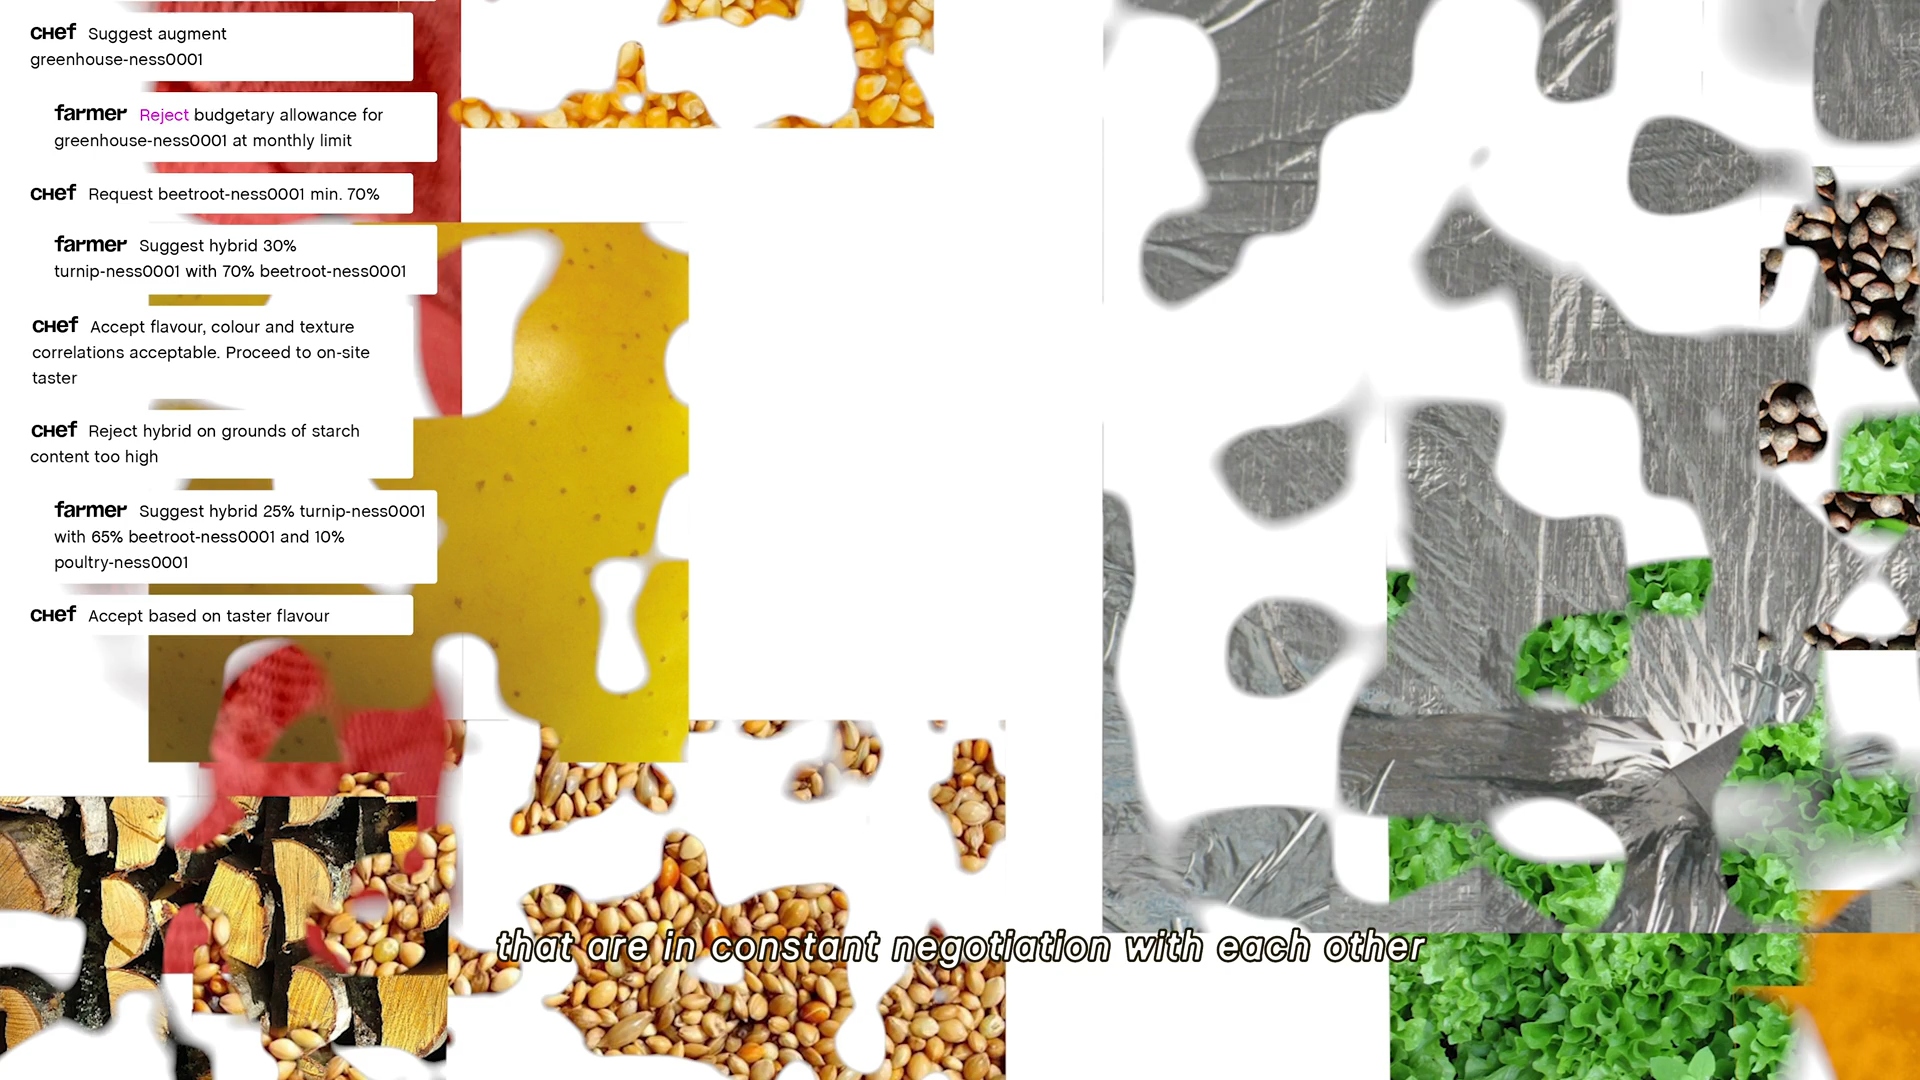 CHef Suggest augment
greenhouse-ness0001
farmer Reject budgetary allowance for
greenhouse-ness0001 at monthly limit
CHef Request beetroot-ness0001 min. 70%
farmer Suggest hybrid 30%
turnip-ness0001 with 70% beetroot-ness0001
CHef Accept flavour, colour and texture
correlations acceptable. Proceed to on-site
taster
CHef Reject hybrid on grounds of starch
content too high
farmer Suggest hybrid 25% turnip-ness0001
with 65% beetroot-ness0001 and 10%
poultry-ness0001
CHef Accept based on taster flavour
that are in constant negotiation with each other